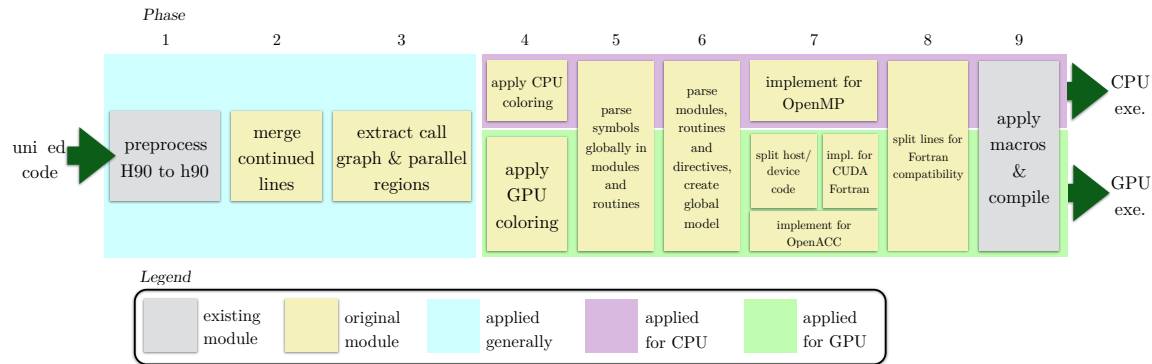 Phase
1 2 3 4 5 6 7 8 9
uni ed
code
preprocess
H90 to h90
merge
continued
lines
extract call
graph & parallel
regions
apply CPU
coloring
apply
GPU
coloring
parse
symbols
globally in
modules
and
routines
parse
modules,
routines
and
directives,
create
global
model
implement for
OpenMP
split host/
device
code
impl. for
CUDA
Fortran
implement for
OpenACC
split lines for
Fortran
compatibility
apply
macros
&
compile
CPU
exe.
GPU
exe.
Legend
existing
module
original
module
applied
generally
applied
for CPU
applied
for GPU